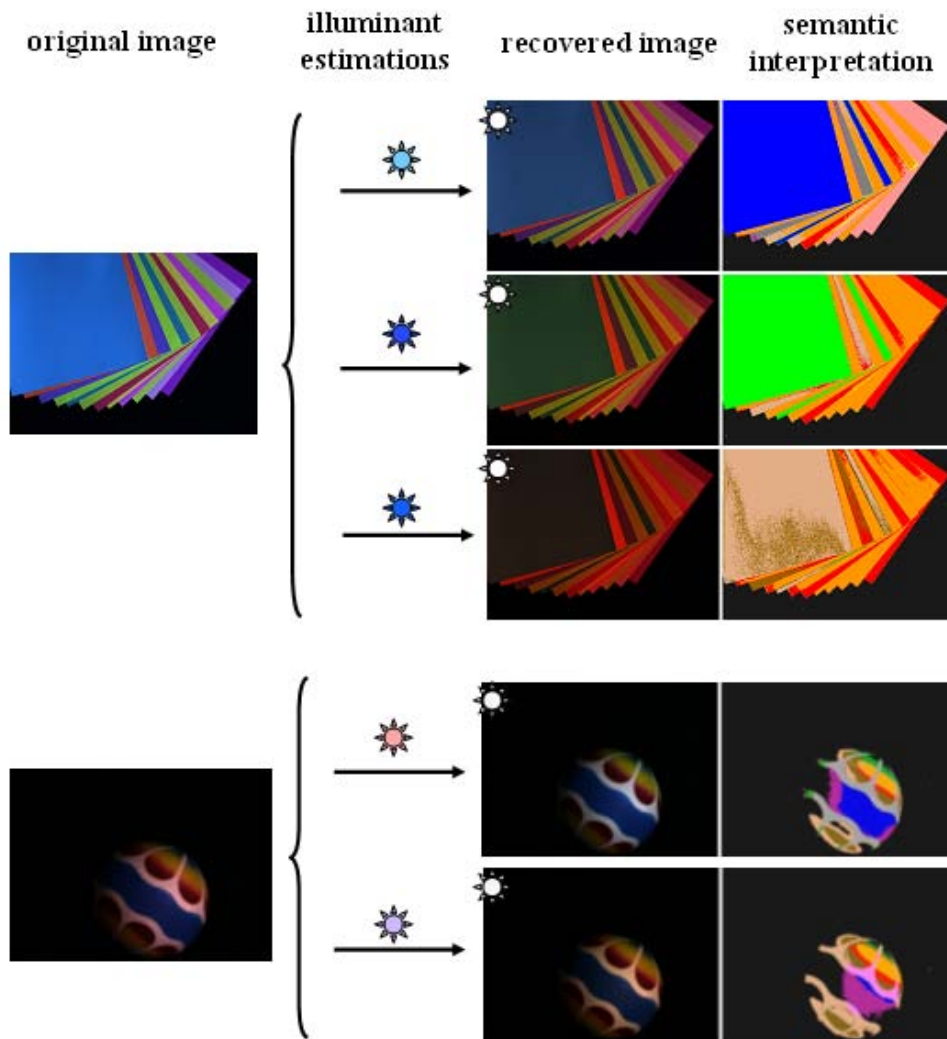 original image
illuminant
estimations
recovered image
semantic
interpretation